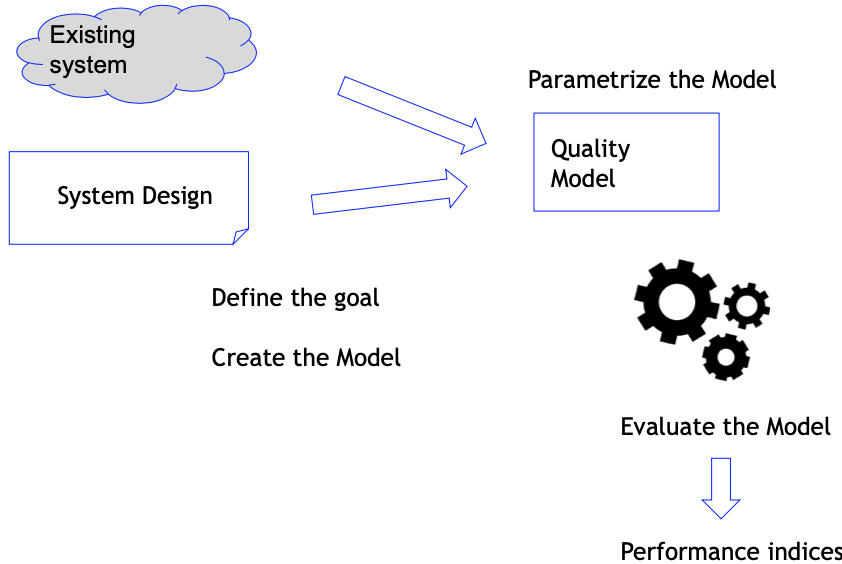 Existing
system
Parametrize the Model
Quality
Model
System Design
Define the goal
Create the Model
Evaluate the Model
Performance indices